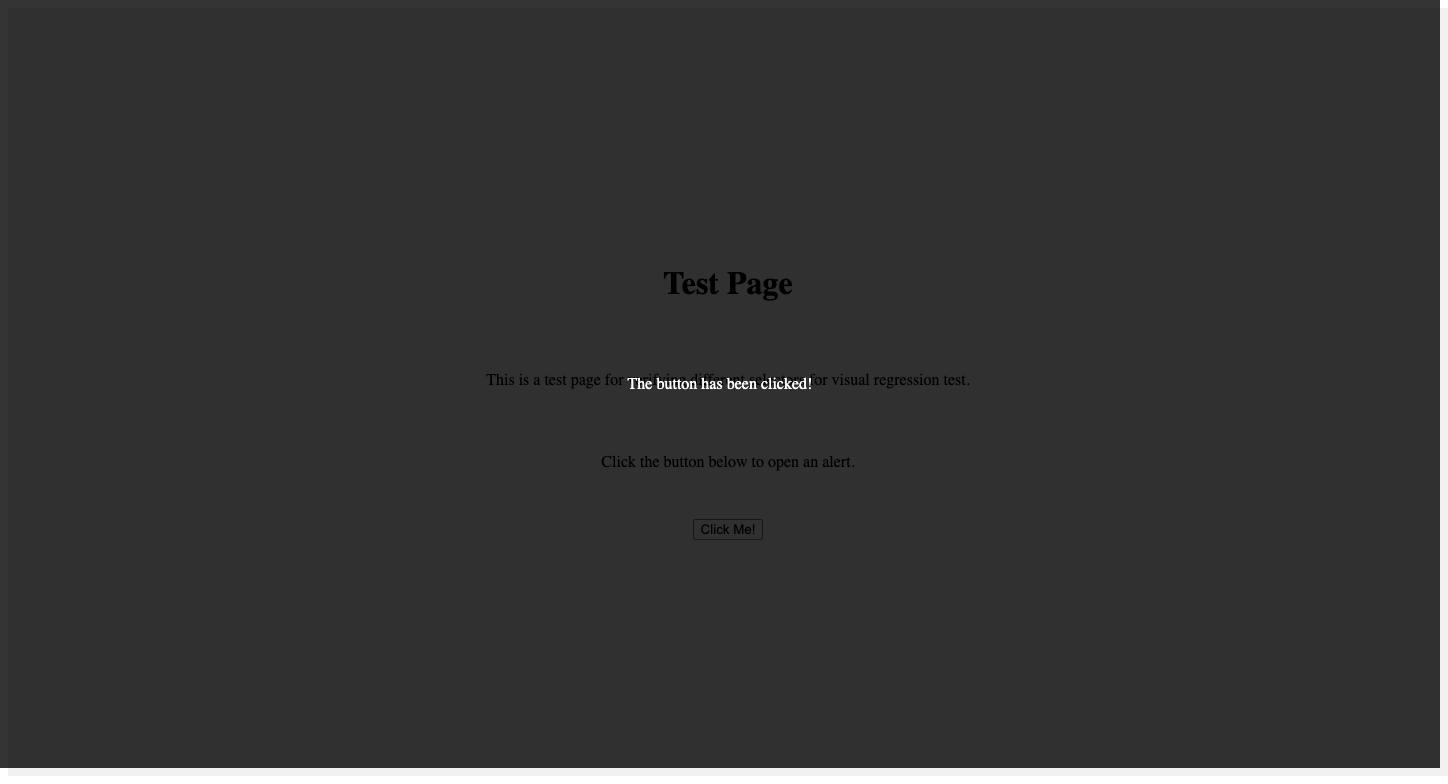 Test Page
This is a test page for different for visual regression test.
The button has been clicked!
Click the button below to open an alert.
Click Me!